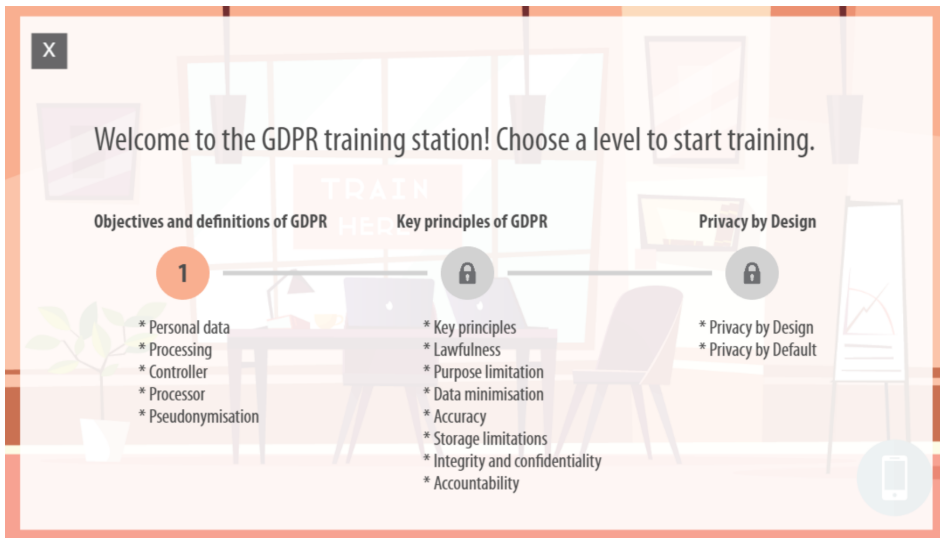 X
Welcome to the GDPR training station! Choose a level to start training.
TRAIN
HERE
Objectives and definitions of GDPR
Key principles of GDPR
Privacy by Design
1
* Personal data
* Processing
* Controller
* Processor
* Pseudonymisation
* Key principles
* Lawfulness
* Purpose limitation
* Data minimisation
* Accuracy
* Storage limitations
* Integrity and confidentiality
* Accountability
* Privacy by Design
* Privacy by Default